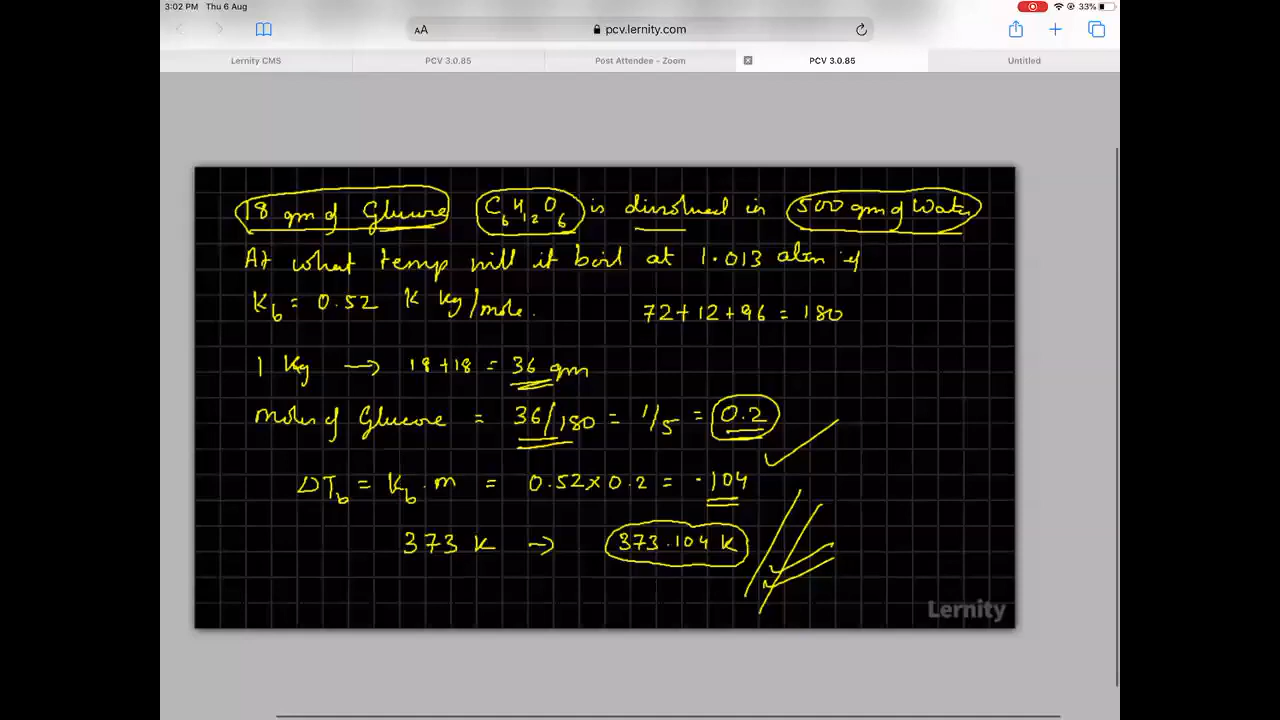 3:02 PM Thu 6 Aug 33%
AA pcv.lernity.com
Lernity CMS PCV 3.0.85 Post Attendee - Zoom PCV 3.0.85 Untitled
18 gm of Glucose C6H12O6 is dissolved in 500 gm of Water
At what temp will it boil at 1.013 atm if
Kb = 0.52 K Kg/mole.
72+12+96 = 180
1 Kg → 18+18 = 36 gm
moles of Glucose = 36/180 = 1/5 = 0.2
ΔTb = Kb.m = 0.52×0.2 = .104
373 K → 373.104 K
Lernity